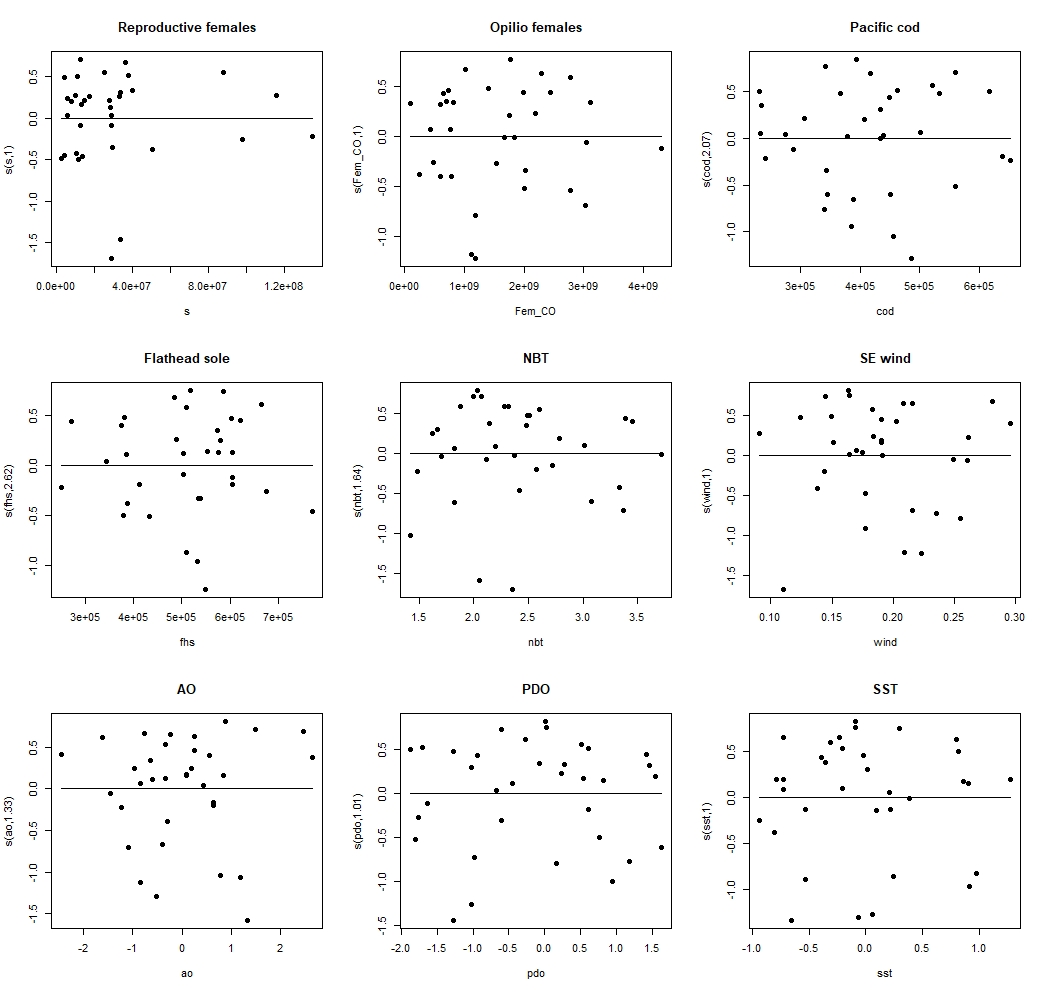 Reproductive females
s(s,1)
0.5
0.0
-0.5
-1.0
-1.5
0.0e+00 4.0e+07 8.0e+07 1.2e+08
s
Opilio females
s(Fem_CO,1)
0.5
0.0
-0.5
-1.0
0e+00 1e+09 2e+09 3e+09 4e+09
Fem_CO
Pacific cod
s(cod,2.07)
0.5
0.0
-0.5
-1.0
3e+05 4e+05 5e+05 6e+05
cod
Flathead sole
s(fhs,2.62)
0.5
0.0
-0.5
-1.0
3e+05 4e+05 5e+05 6e+05 7e+05
fhs
NBT
s(nbt,1.64)
0.5
0.0
-0.5
-1.0
-1.5
1.5 2.0 2.5 3.0 3.5
nbt
SE wind
s(wind,1)
0.5
0.0
-0.5
-1.0
-1.5
0.10 0.15 0.20 0.25 0.30
wind
AO
s(ao,1.33)
0.5
0.0
-0.5
-1.0
-1.5
-2 -1 0 1 2
ao
PDO
s(pdo,1.01)
0.5
0.0
-0.5
-1.0
-1.5
-2.0 -1.5 -1.0 -0.5 0.0 0.5 1.0 1.5
pdo
SST
s(sst,1)
0.5
0.0
-0.5
-1.0
-1.0 -0.5 0.0 0.5 1.0
sst